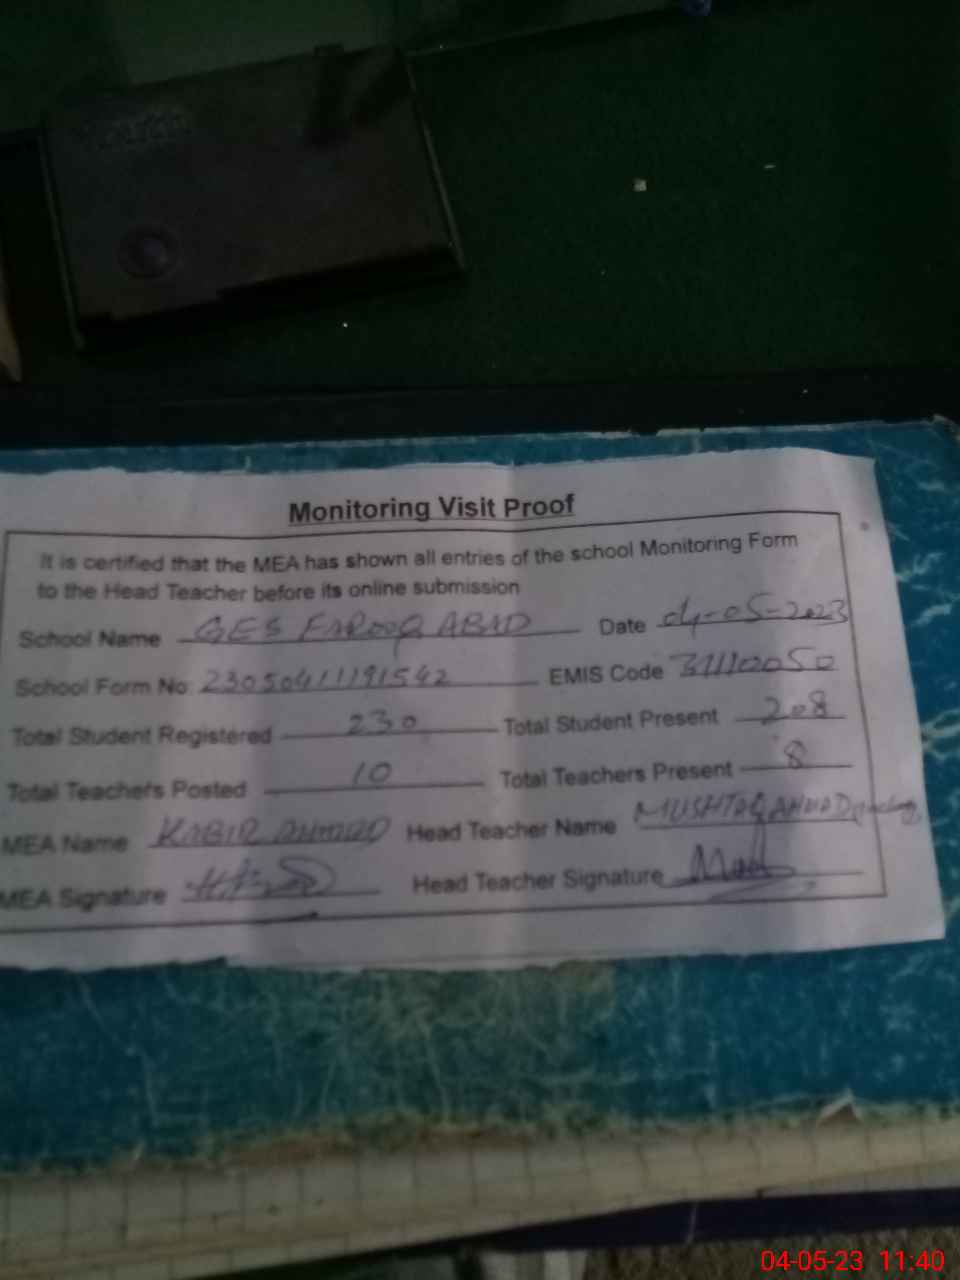 Monitoring Visit Proof
It is certified that the MEA has shown all entries of the school Monitoring Form
to the Head Teacher before its online submission
School Name GES FAROOQ ABAD Date 04-05-2023
School Form No: 23050411191542 EMIS Code 31110050
Total Student Registered 230 Total Student Present 208
Total Teachers Posted 10 Total Teachers Present 8
MEA Name KABIR AHMAD Head Teacher Name MUSHTAQ AHMAD
MEA Signature Head Teacher Signature
04-05-23 11:40